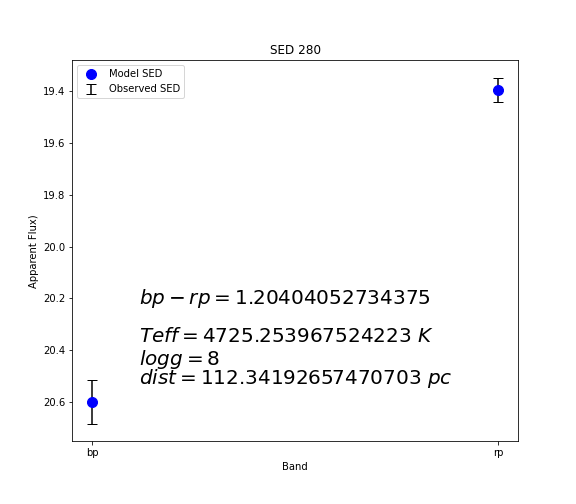 SED 280
Model SED
Observed SED
19.4
19.6
19.8
20.0
20.2
20.4
20.6
Apparent Flux)
bp − rp = 1.20404052734375
Teff = 4725.253967524223 K
logg = 8
dist = 112.34192657470703 pc
bp
rp
Band